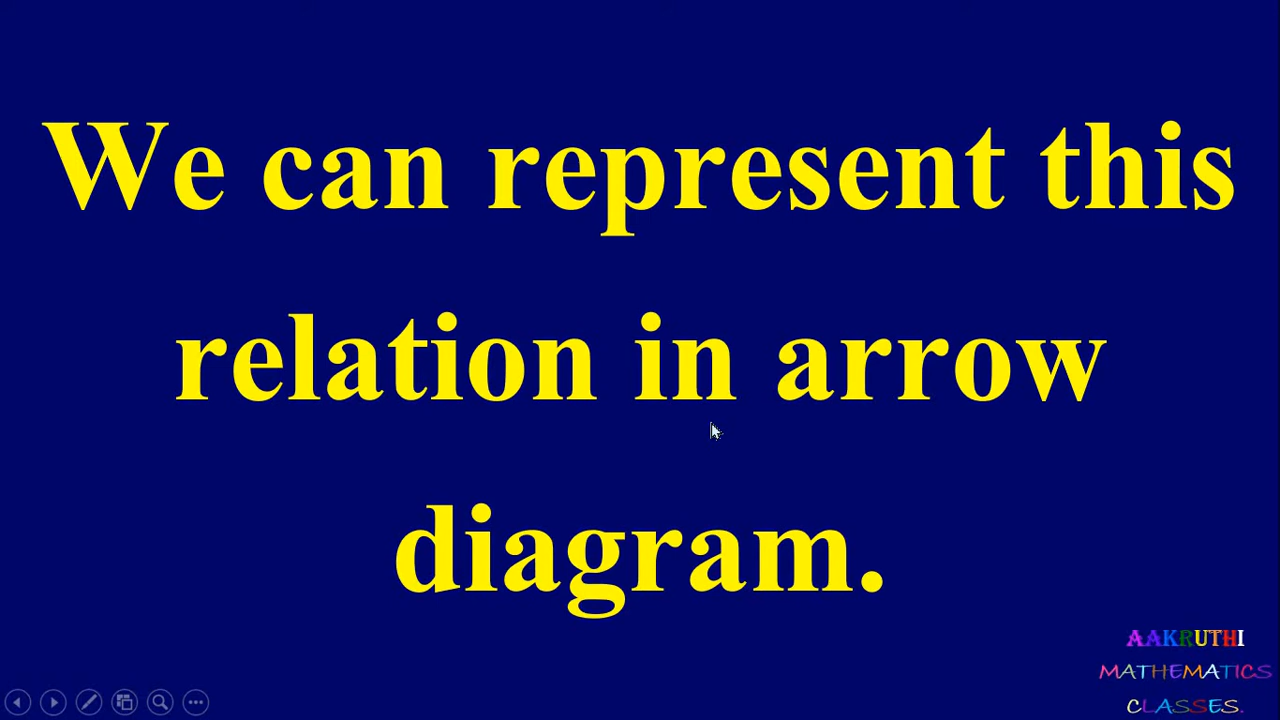 We can represent this
relation in arrow
diagram.
AAKRUTHI
MATHEMATICS
CLASSES.